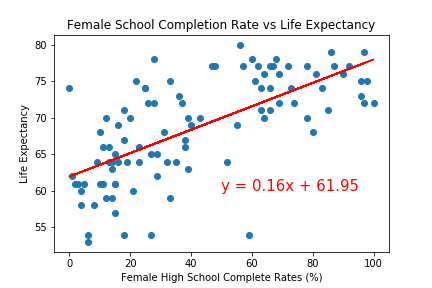 Female School Completion Rate vs Life Expectancy
80
75
70
65
60
55
Life Expectancy
y = 0.16x + 61.95
0 20 40 60 80 100
Female High School Complete Rates (%)